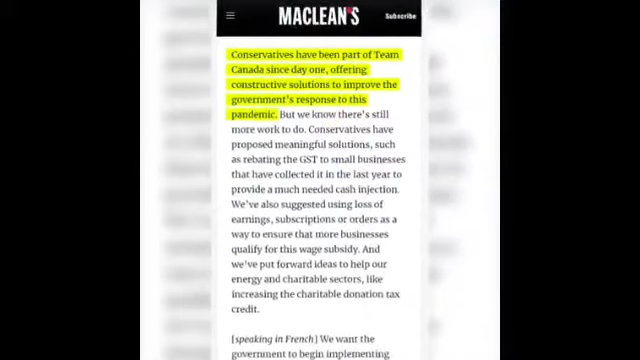 MACLEAN'S
Subscribe
Conservatives have been part of Team
Canada since day one, offering
constructive solutions to improve the
government's response to this
pandemic. But we know there's still
more work to do. Conservatives have
proposed meaningful solutions, such
as rebating the GST to small businesses
that have collected it in the last year to
provide a much needed cash injection.
We've also suggested using loss of
earnings, subscriptions or orders as a
way to ensure that more businesses
qualify for this wage subsidy. And
we've put forward ideas to help our
energy and charitable sectors, like
increasing the charitable donation tax
credit.
[speaking in French] We want the
government to begin implementing